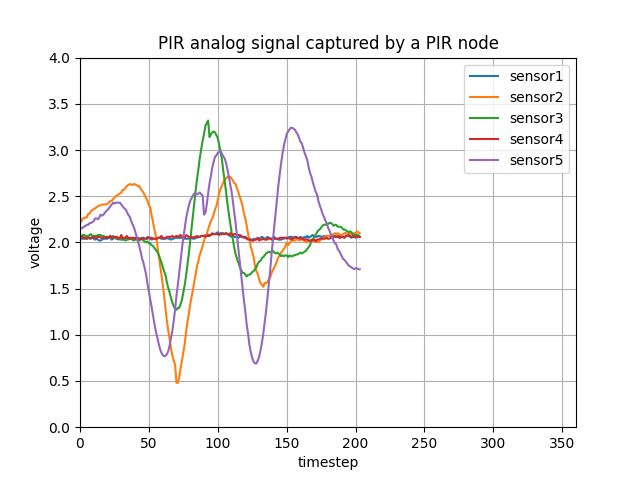 PIR analog signal captured by a PIR node
4.0
3.5
3.0
2.5
2.0
1.5
1.0
0.5
0.0
voltage
sensor1
sensor2
sensor3
sensor4
sensor5
0 50 100 150 200 250 300 350
timestep